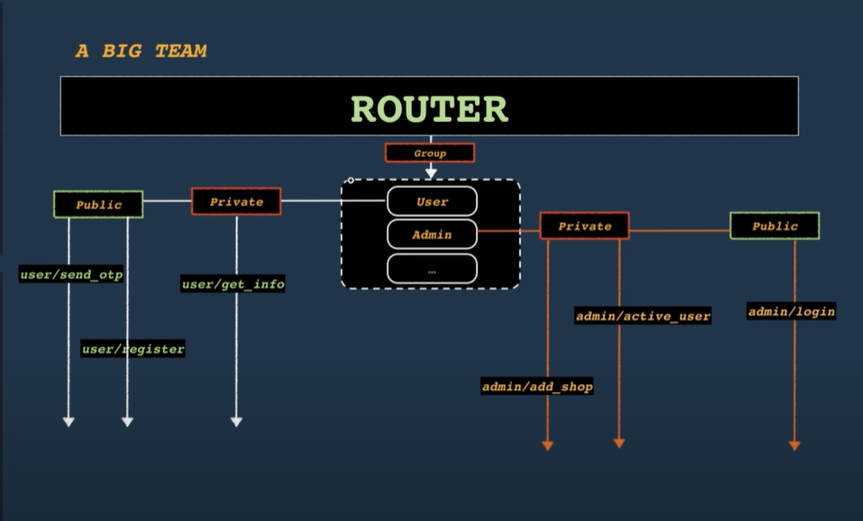 A BIG TEAM
ROUTER
Group
Public
Private
User
Admin
…
Private
Public
user/send_otp
user/get_info
user/register
admin/active_user
admin/login
admin/add_shop